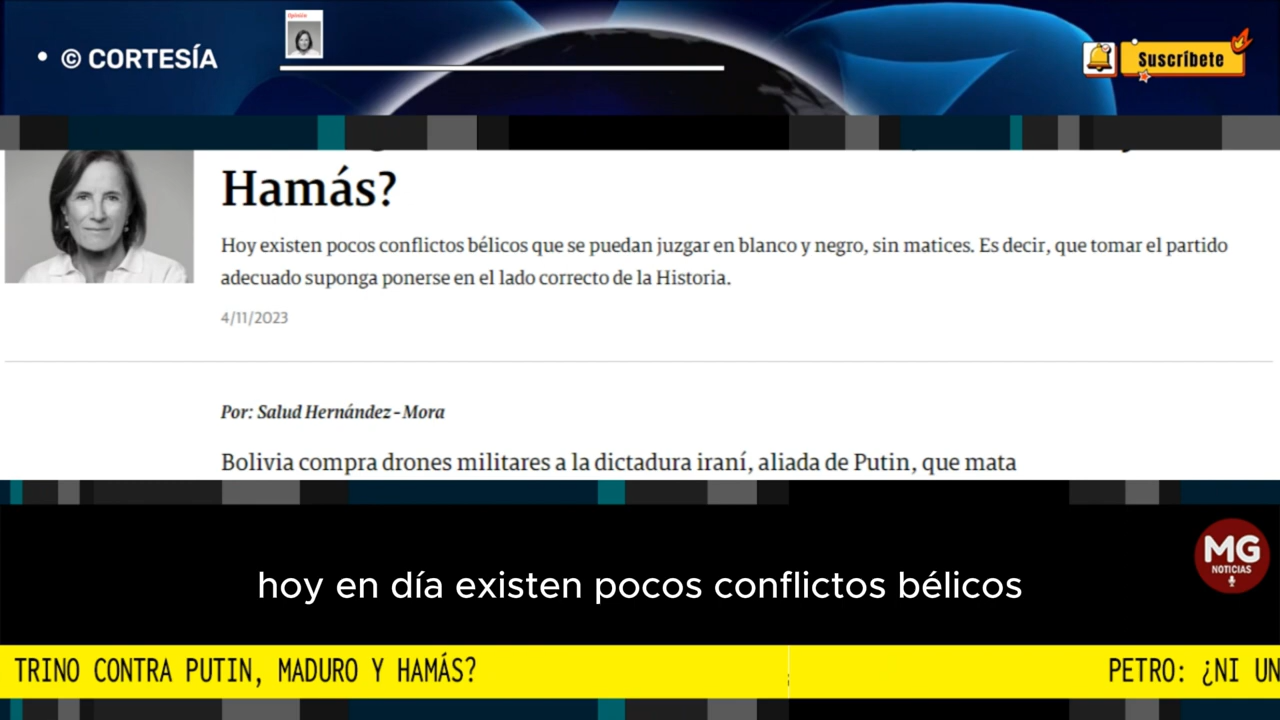 Opinión
• © CORTESÍA
Suscríbete
Hamás?
Hoy existen pocos conflictos bélicos que se puedan juzgar en blanco y negro, sin matices. Es decir, que tomar el partido
adecuado suponga ponerse en el lado correcto de la Historia.
4/11/2023
Por: Salud Hernández-Mora
Bolivia compra drones militares a la dictadura iraní, aliada de Putin, que mata
MG
NOTICIAS
hoy en día existen pocos conflictos bélicos
TRINO CONTRA PUTIN, MADURO Y HAMÁS? PETRO: ¿NI UN